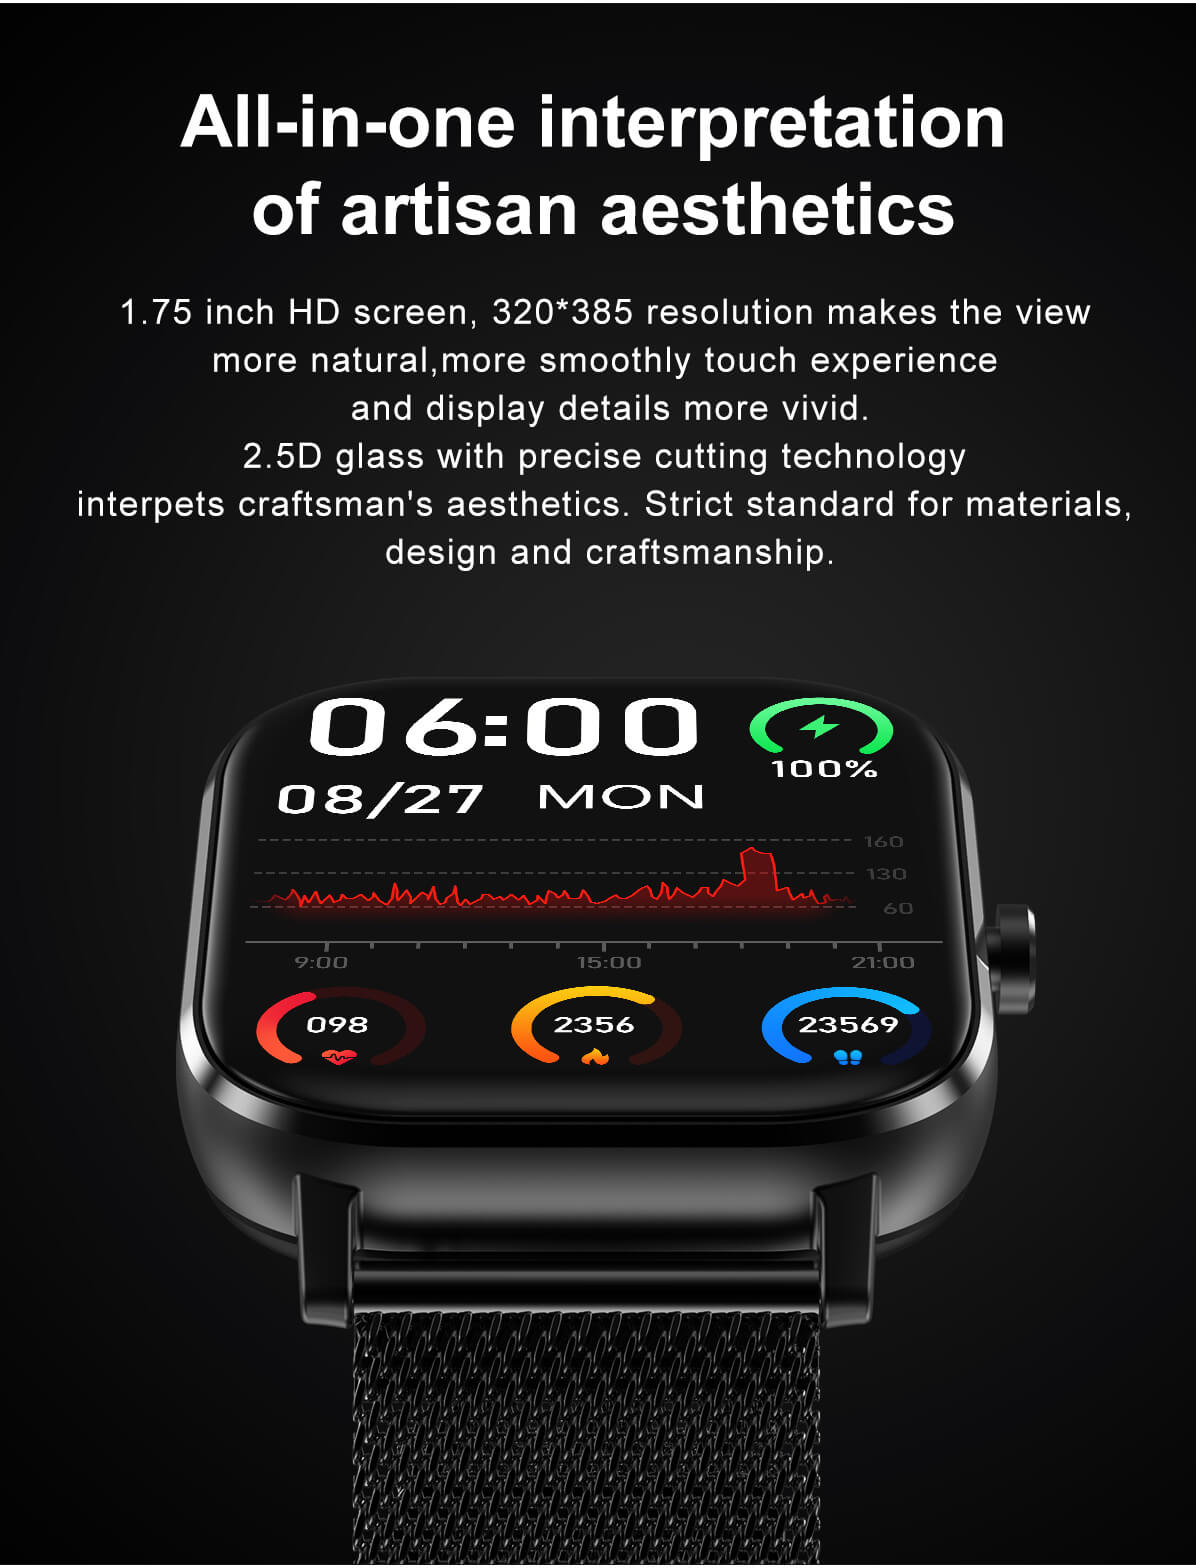 All-in-one interpretation
of artisan aesthetics
1.75 inch HD screen, 320*385 resolution makes the view
more natural,more smoothly touch experience
and display details more vivid.
2.5D glass with precise cutting technology
interpets craftsman's aesthetics. Strict standard for materials,
design and craftsmanship.
06:00
100%
08/27 MON
160
130
60
9:00 15:00 21:00
098 2356 23569